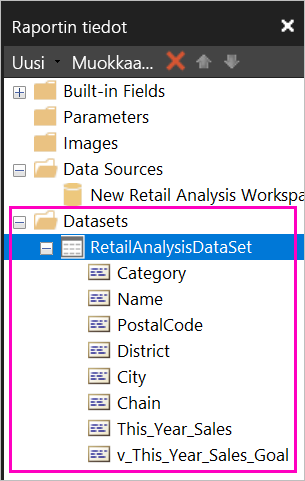 Raportin tiedot
Uusi Muokkaa...
Built-in Fields
Parameters
Images
Data Sources
New Retail Analysis Workspa
Datasets
RetailAnalysisDataSet
Category
Name
PostalCode
District
City
Chain
This_Year_Sales
v_This_Year_Sales_Goal